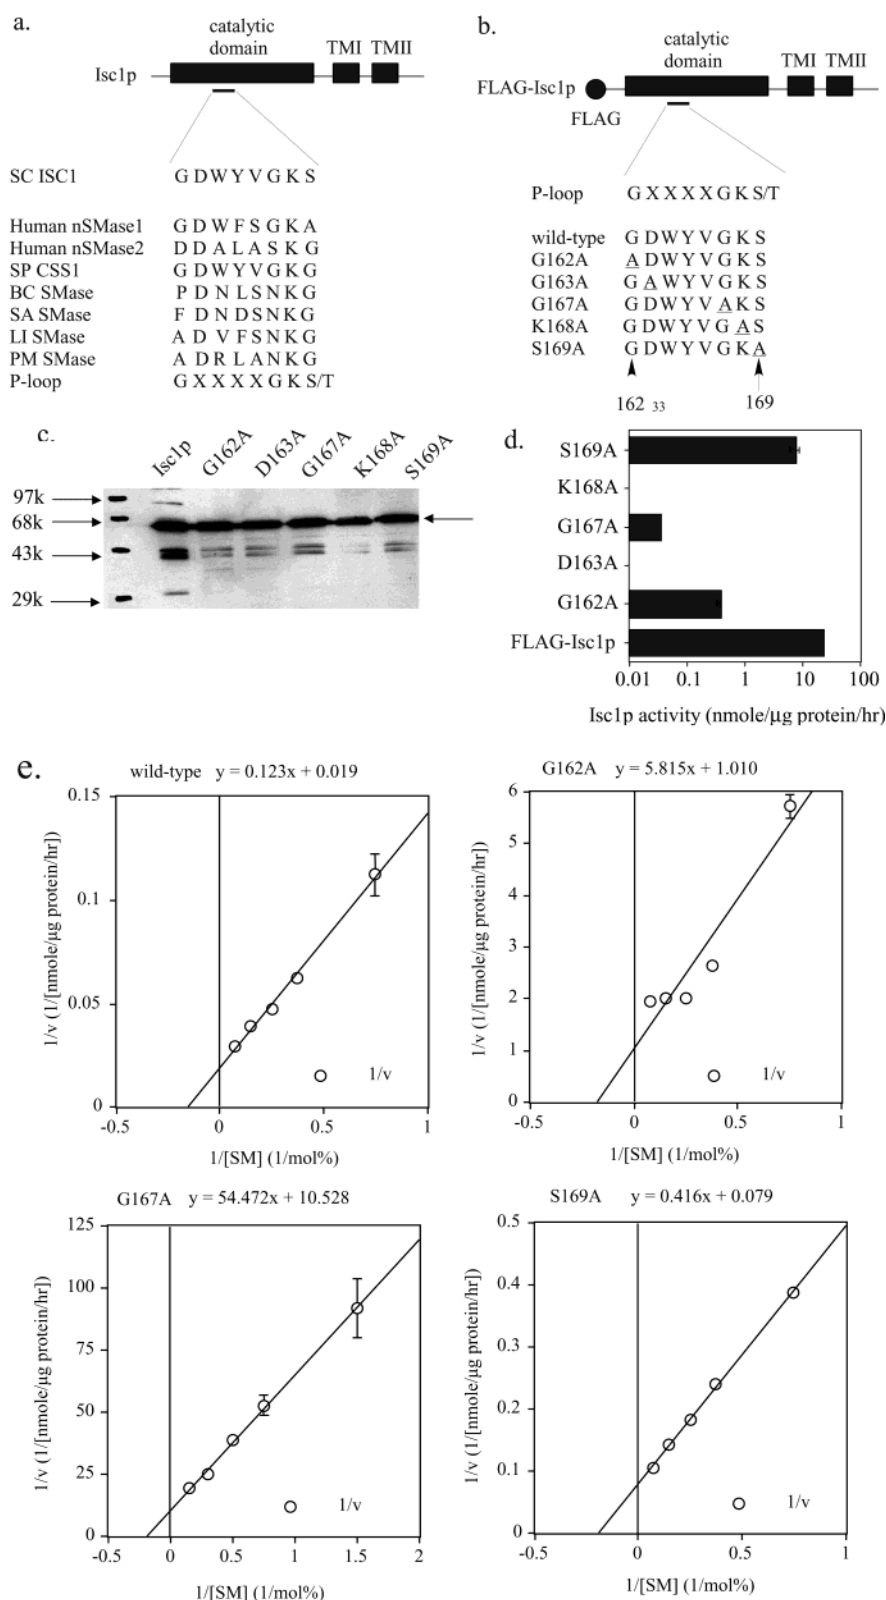 a.
catalytic
domain
TMI TMII
Isc1p
SC ISC1 G D W Y V G K S
Human nSMase1 G D W F S G K A
Human nSMase2 D D A L A S K G
SP CSS1 G D W Y V G K G
BC SMase P D N L S N K G
SA SMase F D N D S N K G
LI SMase A D V F S N K G
PM SMase A D R L A N K G
P-loop G X X X X G K S/T
b.
catalytic
domain
TMI TMII
FLAG-Isc1p
FLAG
P-loop G X X X X G K S/T
wild-type G D W Y V G K S
G162A A D W Y V G K S
G163A G A W Y V G K S
G167A G D W Y V A K S
K168A G D W Y V G A S
S169A G D W Y V G K A
162 33 169
c.
Isc1p G162A D163A G167A K168A S169A
97k
68k
43k
29k
d.
S169A
K168A
G167A
D163A
G162A
FLAG-Isc1p
0.01 0.1 1 10 100
Isc1p activity (nmole/μg protein/hr)
e.
wild-type y = 0.123x + 0.019
1/v (1/[nmole/μg protein/hr])
0.15
0.1
0.05
0
1/v
-0.5 0 0.5 1
1/[SM] (1/mol%)
G162A y = 5.815x + 1.010
1/v (1/[nmole/μg protein/hr])
6
5
4
3
2
1
0
1/v
-0.5 0 0.5 1
1/[SM] (1/mol%)
G167A y = 54.472x + 10.528
1/v (1/[nmole/μg protein/hr])
125
100
75
50
25
0
1/v
-0.5 0 0.5 1 1.5 2
1/[SM] (1/mol%)
S169A y = 0.416x + 0.079
1/v (1/[nmole/μg protein/hr])
0.5
0.4
0.3
0.2
0.1
0
1/v
-0.5 0 0.5 1
1/[SM] (1/mol%)